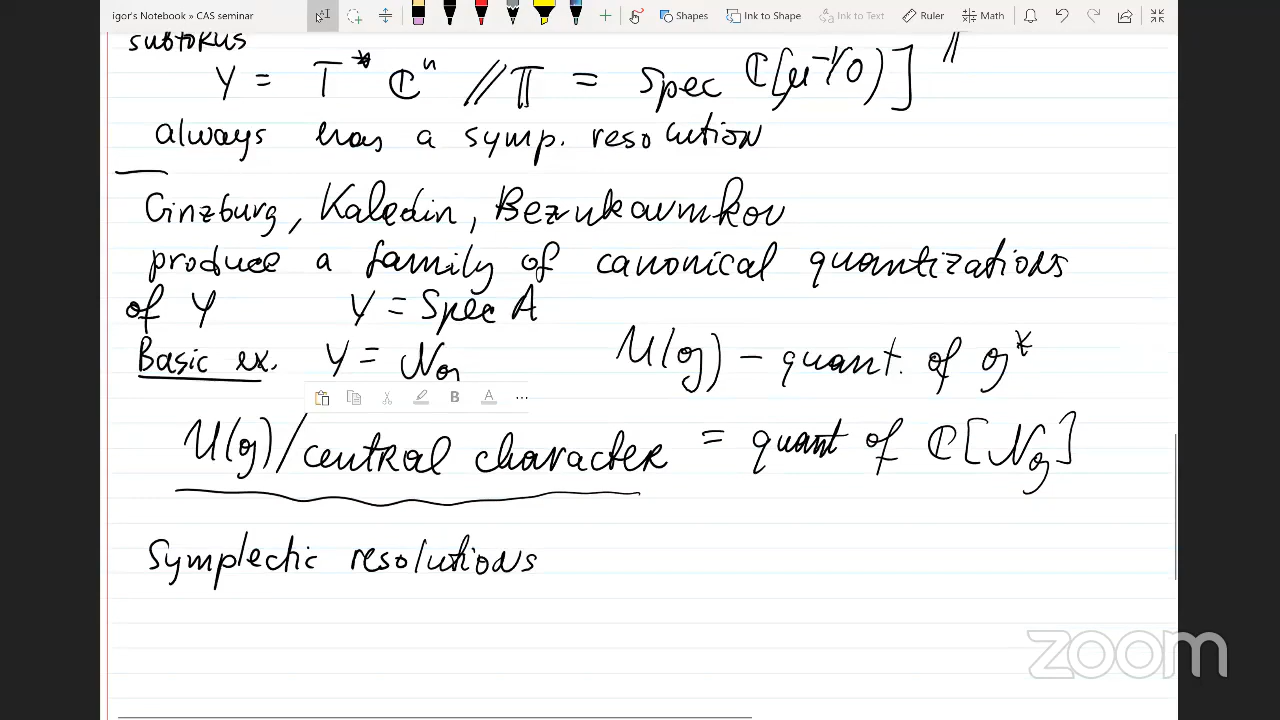 igor's Notebook » CAS seminar
Shapes Ink to Shape Ink to Text Ruler Math
subtorus
Y = T* ℂⁿ // 𝕋 = Spec ℂ[μ⁻¹(0)]
always has a symp. resolution
Ginzburg, Kaledin, Bezrukavnikov
produce a family of canonical quantizations
of Y Y = Spec A
Basic ex. Y = N_g U(g) – quant. of g*
B A ...
U(g)/central character = quant of ℂ[N_g]
Symplectic resolutions
zoom